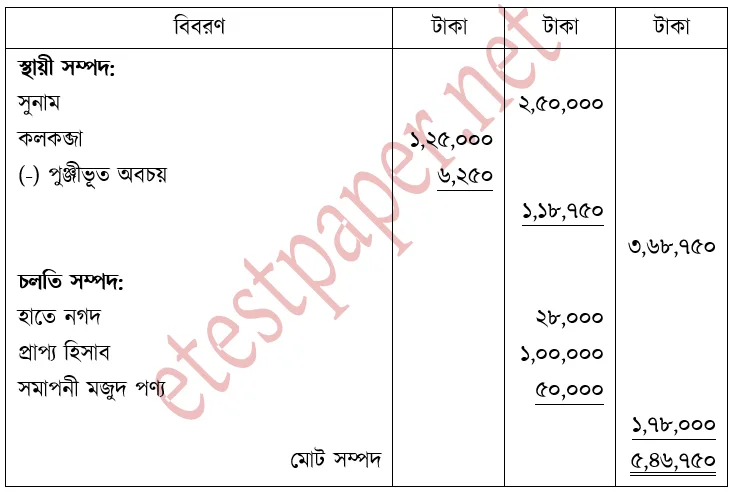 বিবরণ টাকা টাকা টাকা
স্থায়ী সম্পদ:
সুনাম ২,৫০,০০০
কলকব্জা ১,২৫,০০০
(-) পুঞ্জীভূত অবচয় ৬,২৫০
১,১৮,৭৫০
৩,৬৮,৭৫০
চলতি সম্পদ:
হাতে নগদ ২৮,০০০
প্রাপ্য হিসাব ১,০০,০০০
সমাপনী মজুদ পণ্য ৫০,০০০
১,৭৮,০০০
মোট সম্পদ ৫,৪৬,৭৫০
etestpaper.net